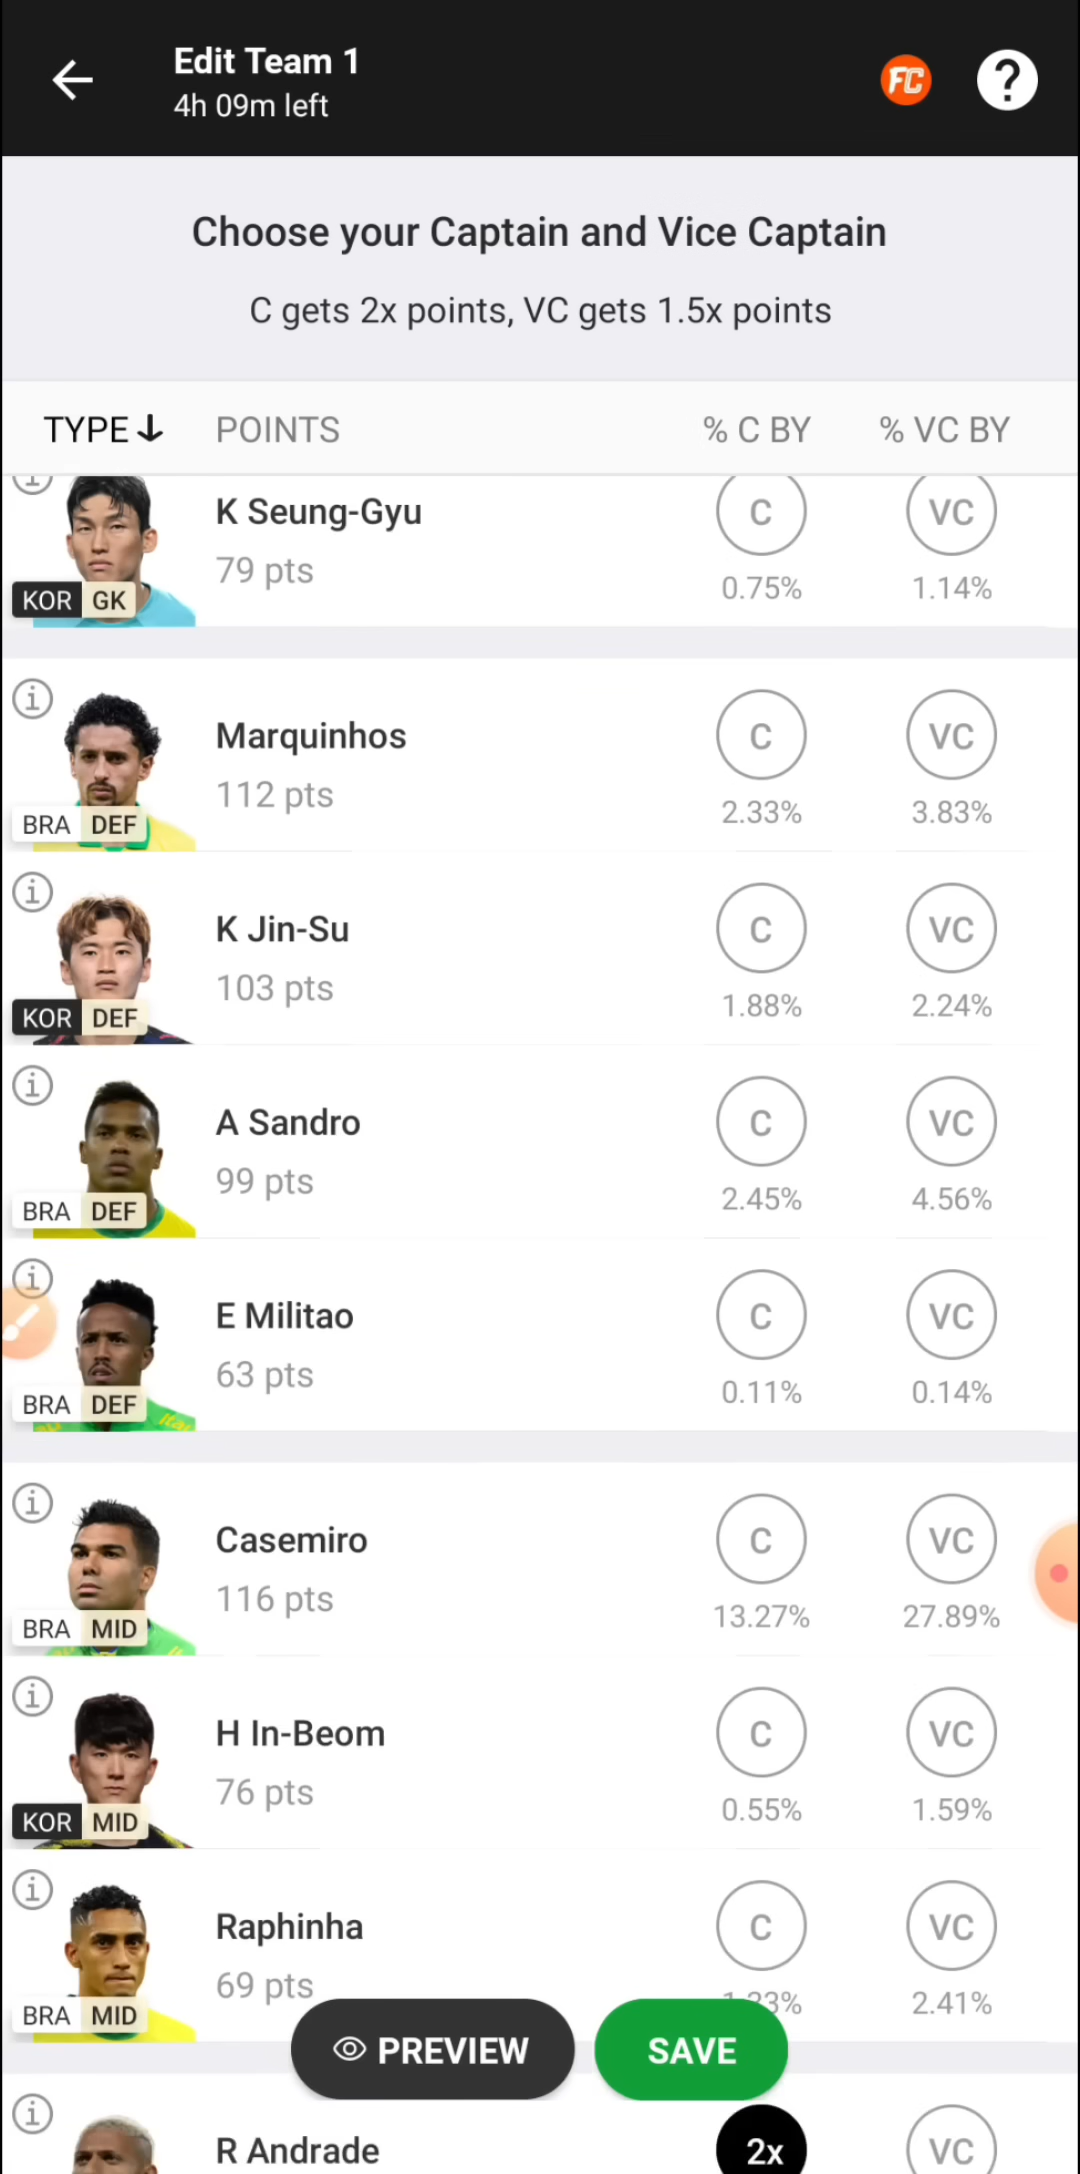 Edit Team 1
4h 09m left
FC
?
Choose your Captain and Vice Captain
C gets 2x points, VC gets 1.5x points
TYPE POINTS % C BY % VC BY
K Seung-Gyu C VC
79 pts 0.75% 1.14%
KOR GK
Marquinhos C VC
112 pts 2.33% 3.83%
BRA DEF
K Jin-Su C VC
103 pts 1.88% 2.24%
KOR DEF
A Sandro C VC
99 pts 2.45% 4.56%
BRA DEF
E Militao C VC
63 pts 0.11% 0.14%
BRA DEF
Casemiro C VC
116 pts 13.27% 27.89%
BRA MID
H In-Beom C VC
76 pts 0.55% 1.59%
KOR MID
Raphinha C VC
69 pts 2.41%
BRA MID
PREVIEW SAVE
R Andrade 2x VC